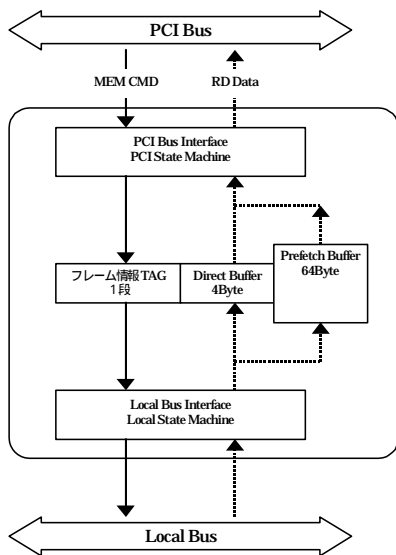 PCI Bus
MEM CMD
RD Data
PCI Bus Interface
PCI State Machine
フレーム情報TAG
1段
Direct Buffer
4Byte
Prefetch Buffer
64Byte
Local Bus Interface
Local State Machine
Local Bus